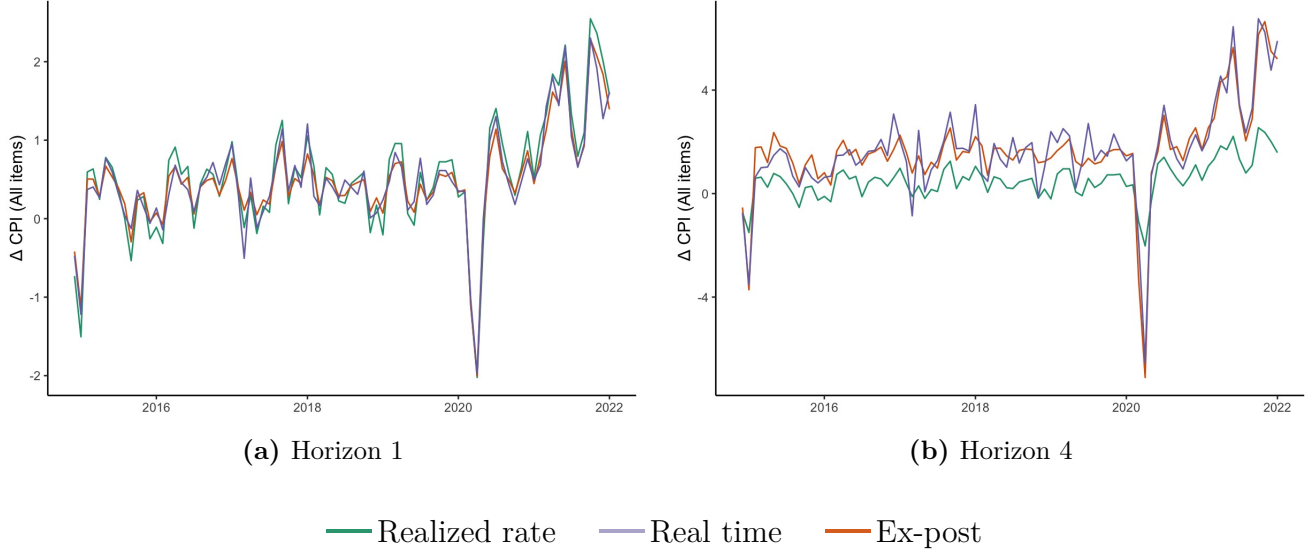 Δ CPI (All items)
2
1
0
-1
-2
2016
2018
2020
2022
(a) Horizon 1
Δ CPI (All items)
4
0
-4
2016
2018
2020
2022
(b) Horizon 4
Realized rate
Real time
Ex-post